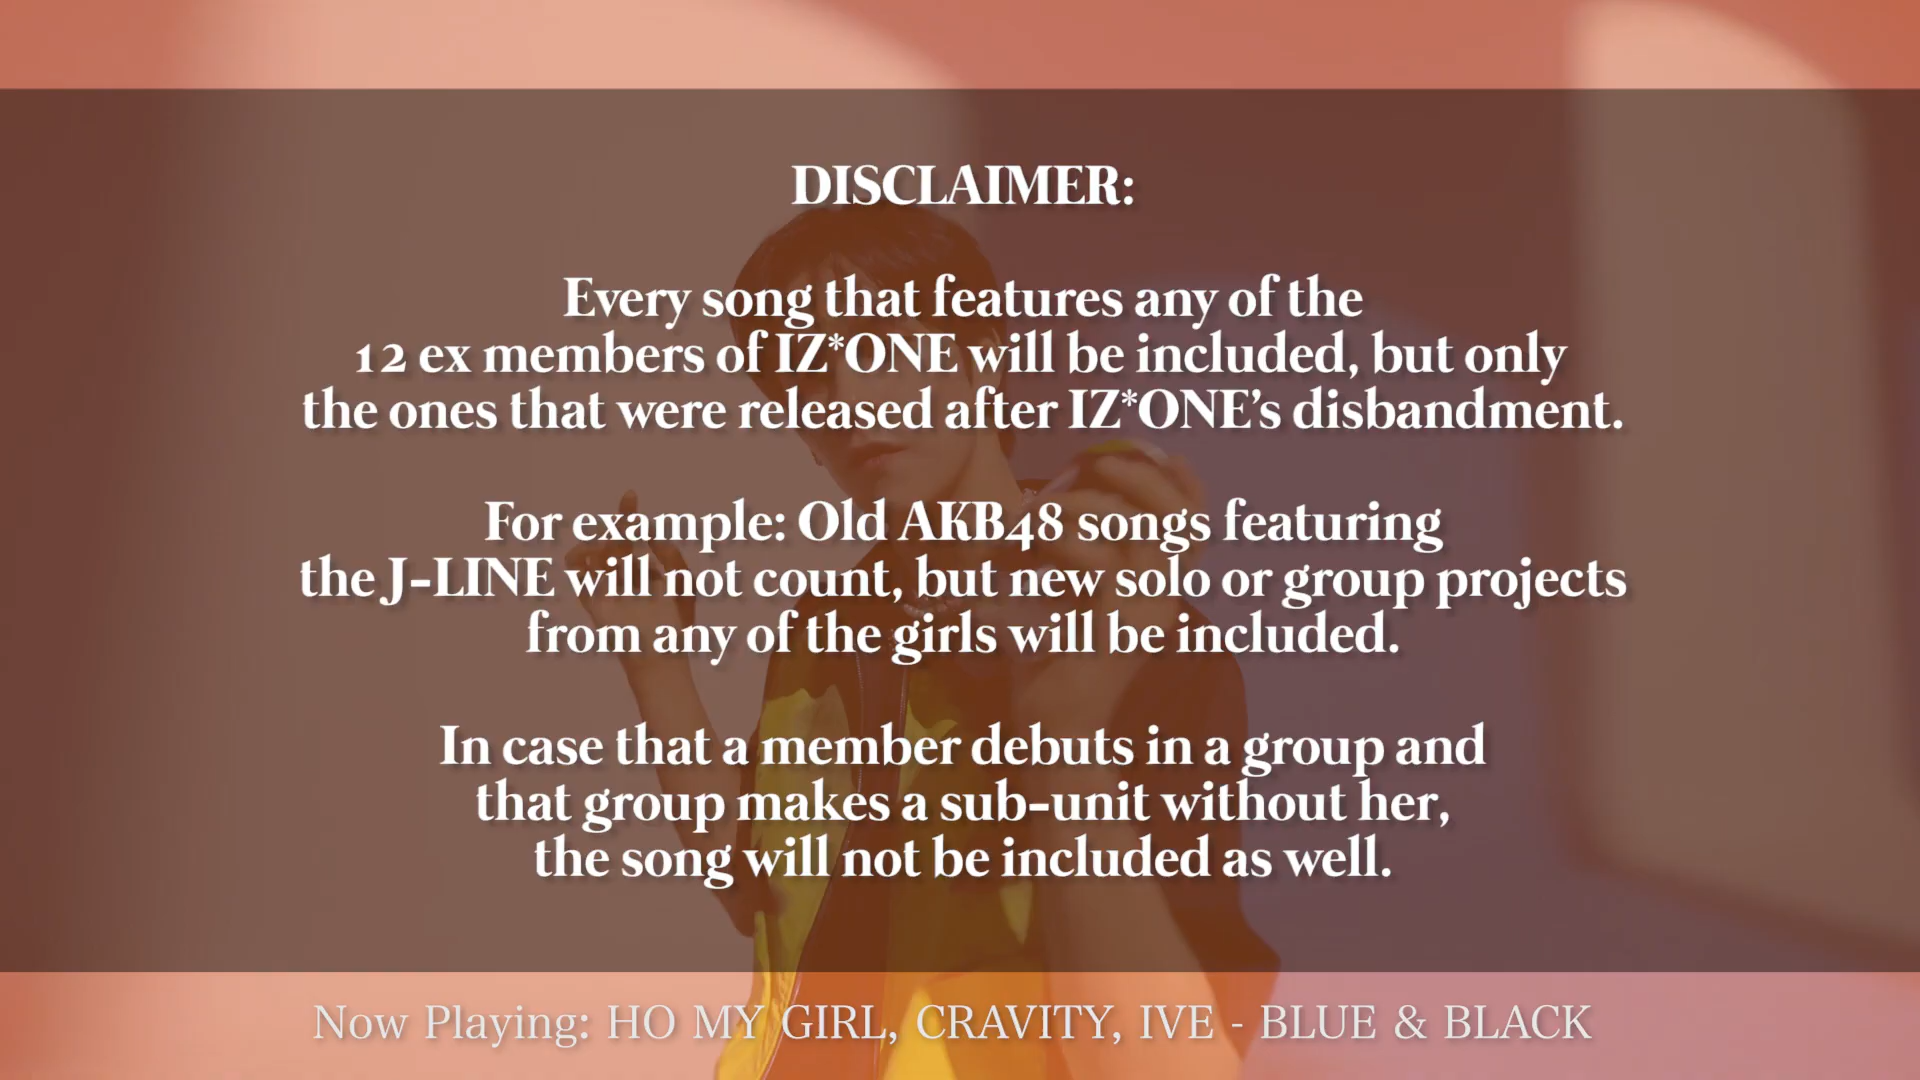 DISCLAIMER:
Every song that features any of the
12 ex members of IZ*ONE will be included, but only
the ones that were released after IZ*ONE’s disbandment.
For example: Old AKB48 songs featuring
the J-LINE will not count, but new solo or group projects
from any of the girls will be included.
In case that a member debuts in a group and
that group makes a sub-unit without her,
the song will not be included as well.
Now Playing: HO MY GIRL, CRAVITY, IVE - BLUE & BLACK